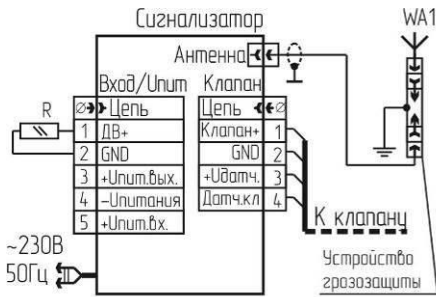 Сигнализатор
WA1
Антенна
Вход/Uпит
Клапан
Цепь
Цепь
R
1 ДВ+
Клапан+ 1
2 GND
GND 2
3 +Uпит.вых.
+Uдатч. 3
4 –Uпитания
Датч.кл 4
5 +Uпит.вх.
К клапану
~230В
50Гц
Устройство
грозозащиты